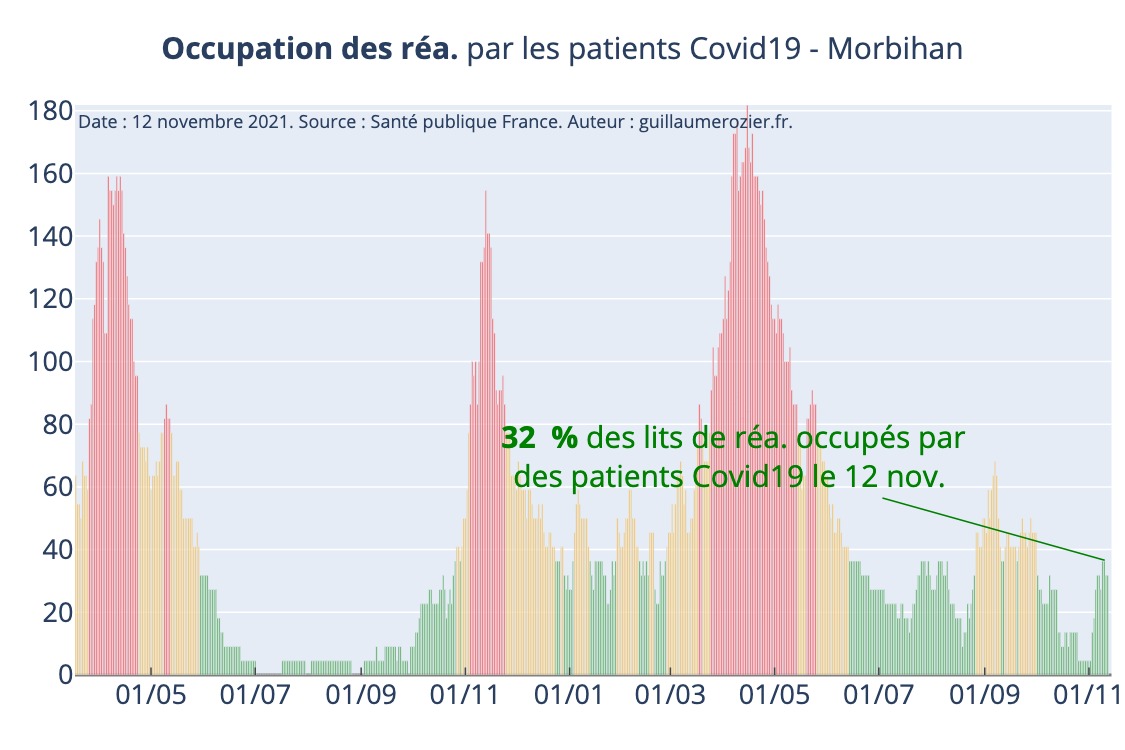 Occupation des réa. par les patients Covid19 - Morbihan
180
Date : 12 novembre 2021. Source : Santé publique France. Auteur : guillaumerozier.fr.
160
140
120
100
80
32 % des lits de réa. occupés par
des patients Covid19 le 12 nov.
60
40
20
0
01/05 01/07 01/09 01/11 01/01 01/03 01/05 01/07 01/09 01/11